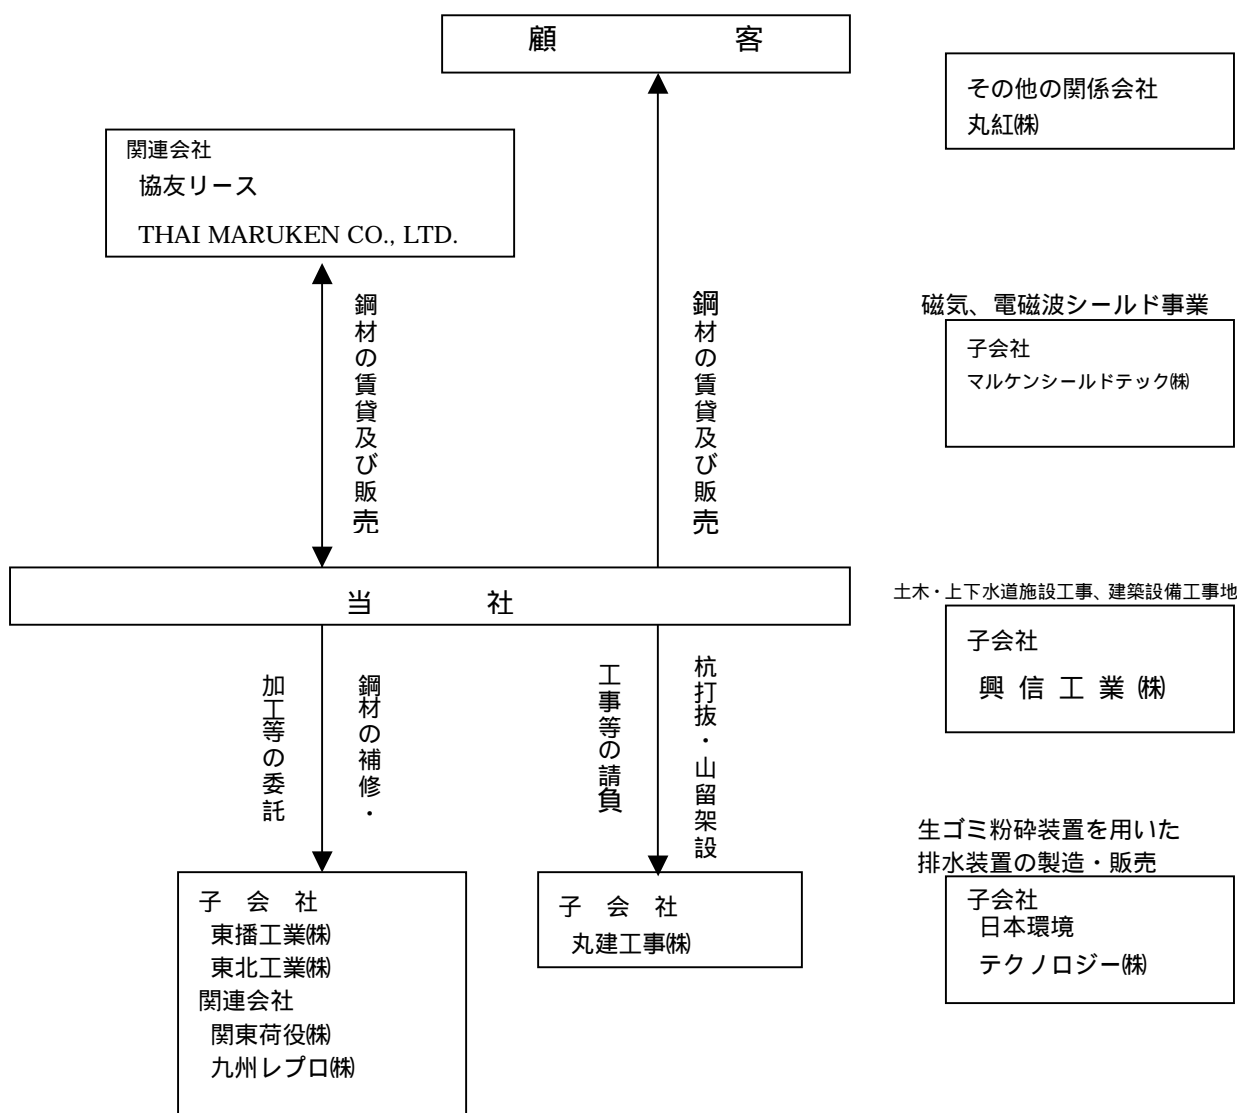 顧 客
その他の関係会社
丸紅㈱
関連会社
協友リース
THAI MARUKEN CO., LTD.
鋼材の賃貸及び販売
鋼材の賃貸及び販売
磁気、電磁波シールド事業
子会社
マルケンシールドテック㈱
当 社
土木・上下水道施設工事、建築設備工事地
子会社
興 信 工 業 ㈱
鋼材の補修・
加工等の委託
杭打抜・山留架設
工事等の請負
生ゴミ粉砕装置を用いた
排水装置の製造・販売
子会社
日本環境
テクノロジー㈱
子 会 社
東播工業㈱
東北工業㈱
関連会社
関東荷役㈱
九州レプロ㈱
子 会 社
丸建工事㈱